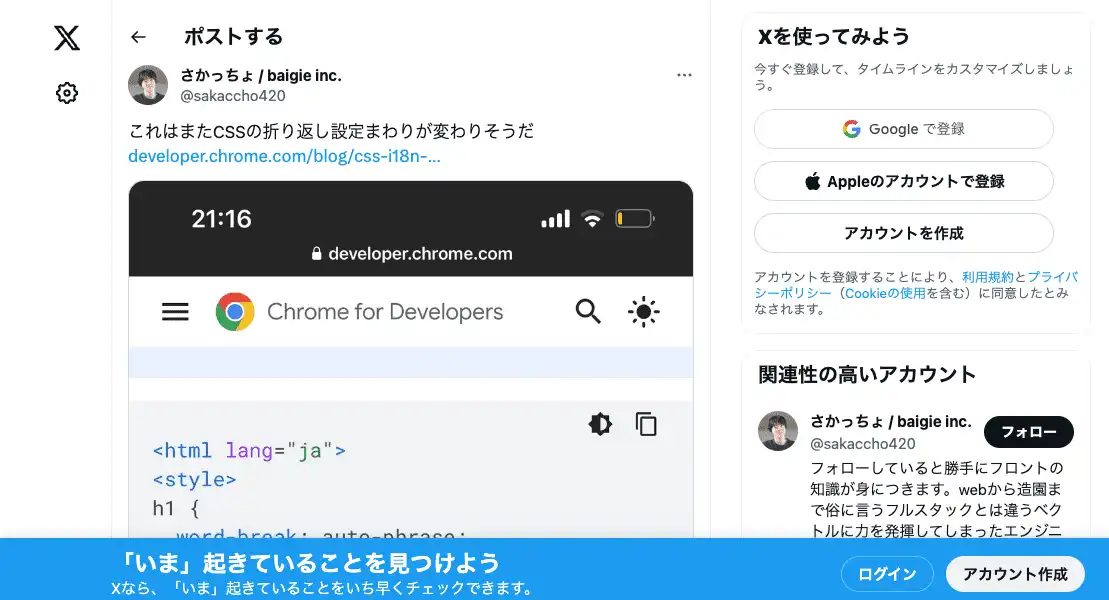 ポストする
さかっちょ / baigie inc.
@sakaccho420
これはまたCSSの折り返し設定まわりが変わりそうだ
developer.chrome.com/blog/css-i18n-…
21:16
developer.chrome.com
Chrome for Developers
<html lang="ja">
<style>
h1 {
word-break: auto-phrase;
Xを使ってみよう
今すぐ登録して、タイムラインをカスタマイズしましょ
う。
Google で登録
Appleのアカウントで登録
アカウントを作成
アカウントを登録することにより、利用規約とプライバ
シーポリシー（Cookieの使用を含む）に同意したとみ
なされます。
関連性の高いアカウント
さかっちょ / baigie inc.
@sakaccho420
フォロー
フォローしていると勝手にフロントの
知識が身につきます。webから造園ま
で俗に言うフルスタックとは違うベク
トルに力を発揮してしまったエンジニ
「いま」起きていることを見つけよう
Xなら、「いま」起きていることをいち早くチェックできます。
ログイン
アカウント作成